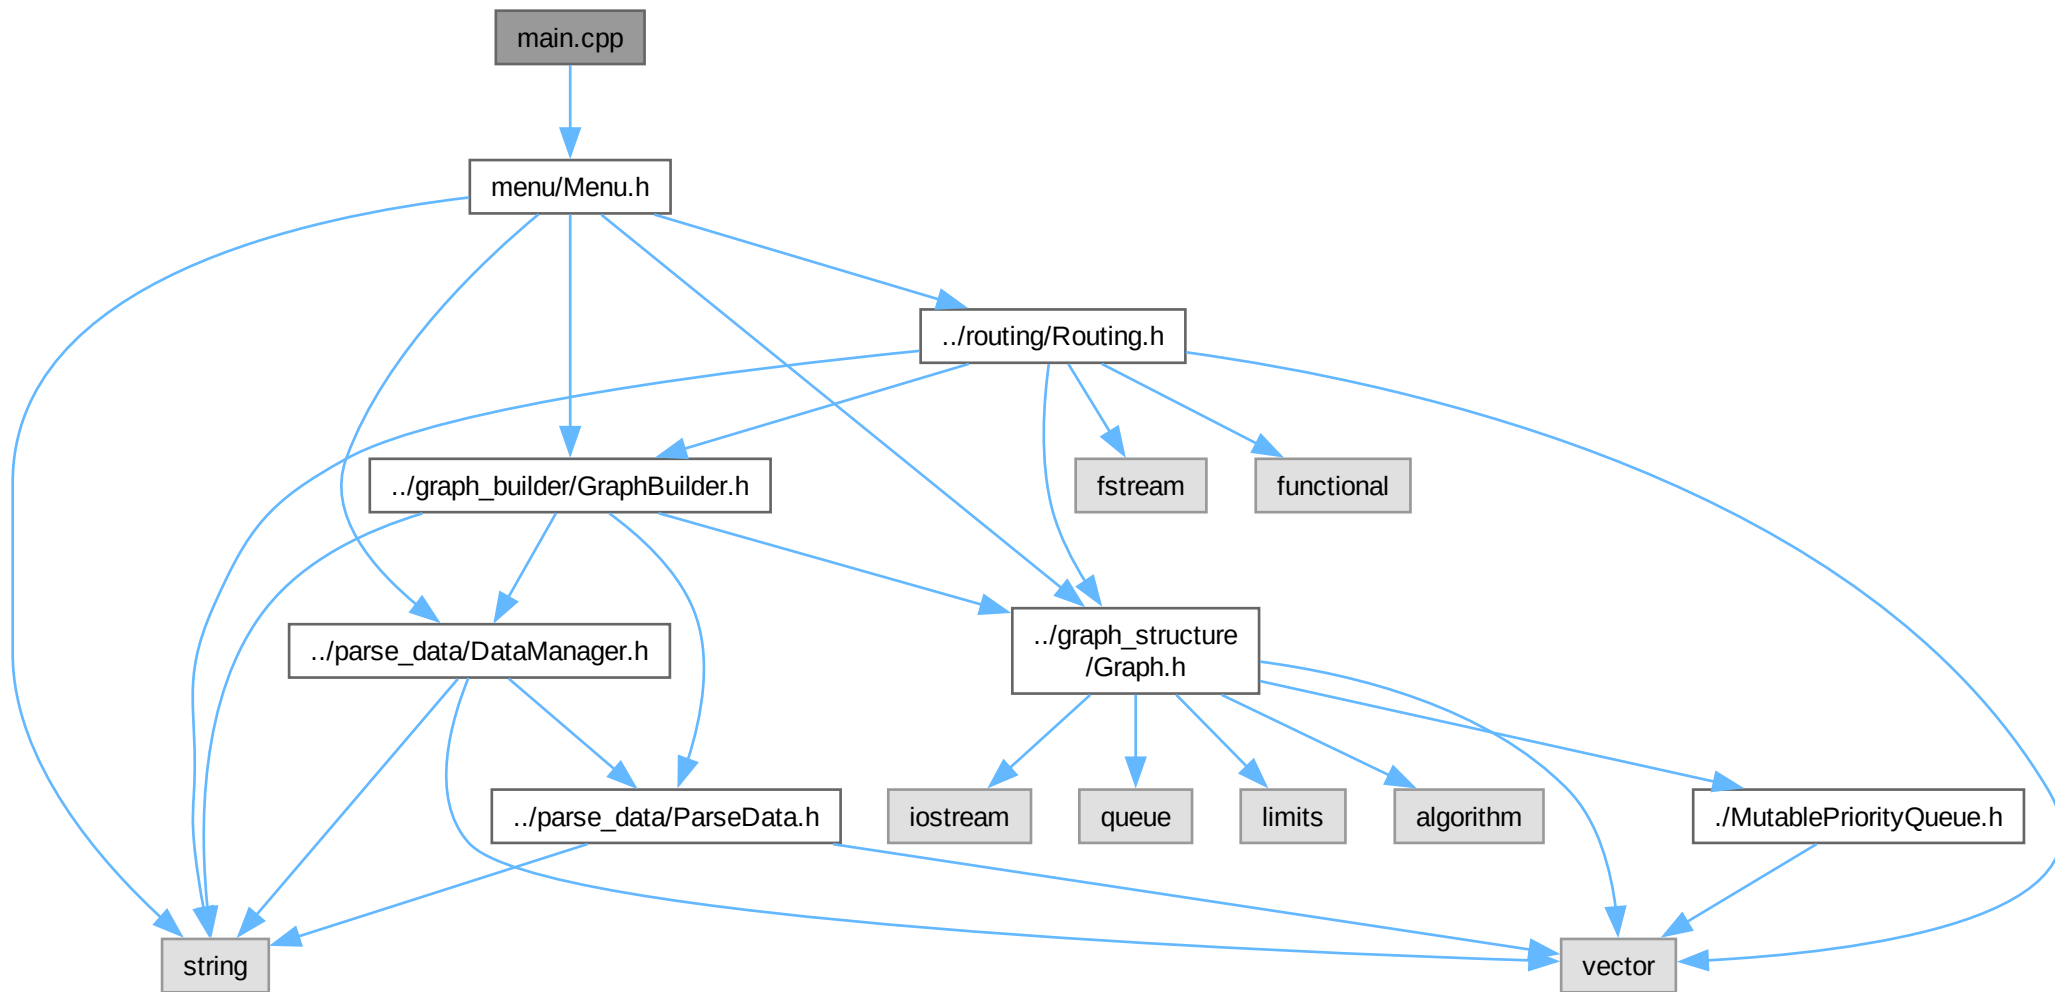 main.cpp
menu/Menu.h
../routing/Routing.h
../graph_builder/GraphBuilder.h
fstream
functional
../parse_data/DataManager.h
../graph_structure
/Graph.h
../parse_data/ParseData.h
iostream
queue
limits
algorithm
./MutablePriorityQueue.h
string
vector